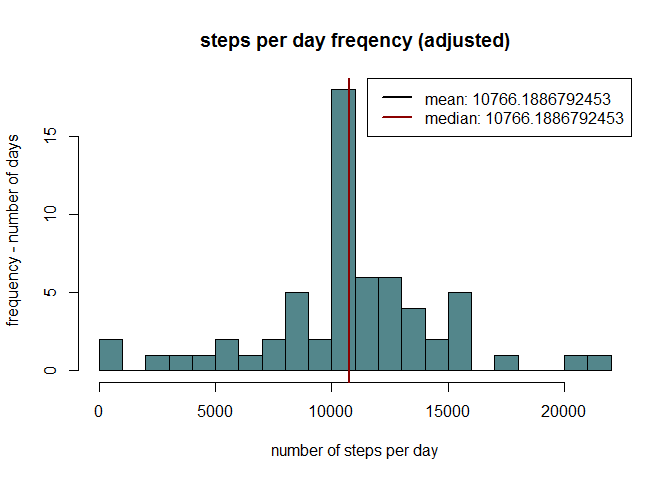 steps per day freqency (adjusted)
mean: 10766.1886792453
median: 10766.1886792453
frequency - number of days
15
10
5
0
0 5000 10000 15000 20000
number of steps per day